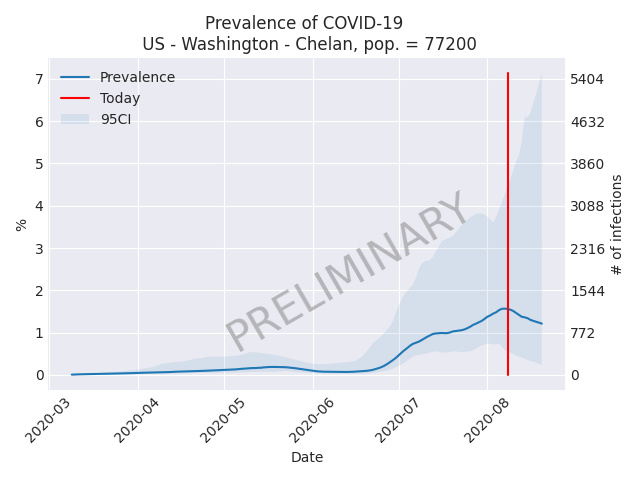 Prevalence of COVID-19
US - Washington - Chelan, pop. = 77200
Prevalence
Today
95CI
7
6
5
4
3
2
1
0
%
5404
4632
3860
3088
2316
1544
772
0
# of infections
PRELIMINARY
2020-03
2020-04
2020-05
2020-06
2020-07
2020-08
Date